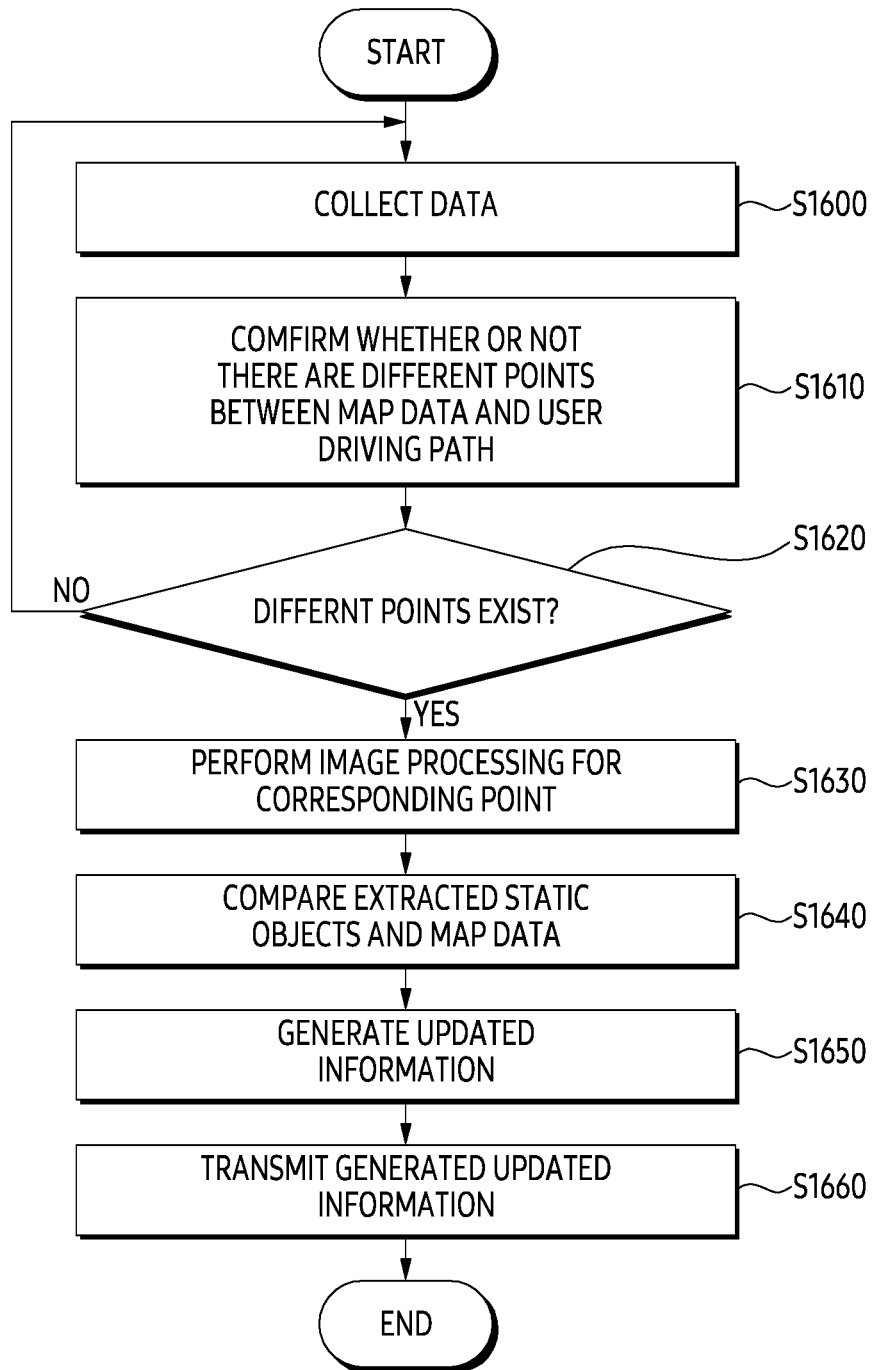 START
COLLECT DATA
S1600
COMFIRM WHETHER OR NOT
THERE ARE DIFFERENT POINTS
BETWEEN MAP DATA AND USER
DRIVING PATH
S1610
S1620
NO
DIFFERNT POINTS EXIST?
YES
PERFORM IMAGE PROCESSING FOR
CORRESPONDING POINT
S1630
COMPARE EXTRACTED STATIC
OBJECTS AND MAP DATA
S1640
GENERATE UPDATED
INFORMATION
S1650
TRANSMIT GENERATED UPDATED
INFORMATION
S1660
END